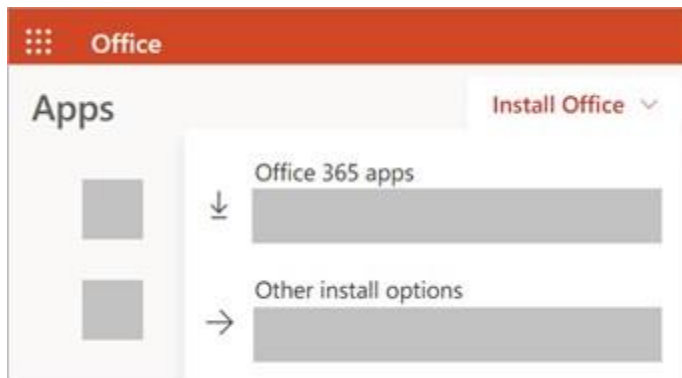 Office
Apps
Install Office
Office 365 apps
Other install options